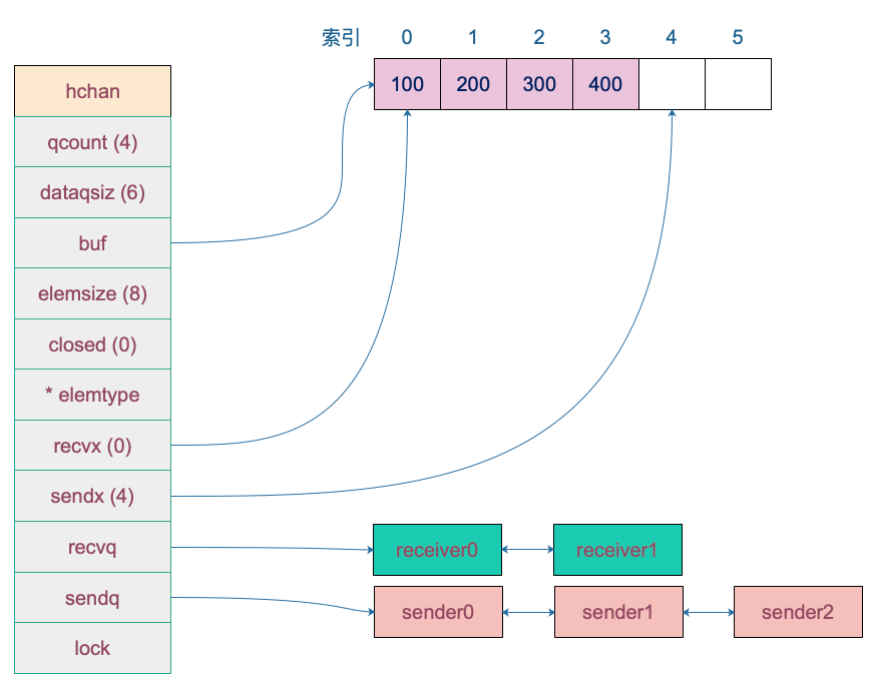 索引 0 1 2 3 4 5
100 200 300 400
hchan
qcount (4)
dataqsiz (6)
buf
elemsize (8)
closed (0)
* elemtype
recvx (0)
sendx (4)
recvq
receiver0 receiver1
sendq
sender0 sender1 sender2
lock